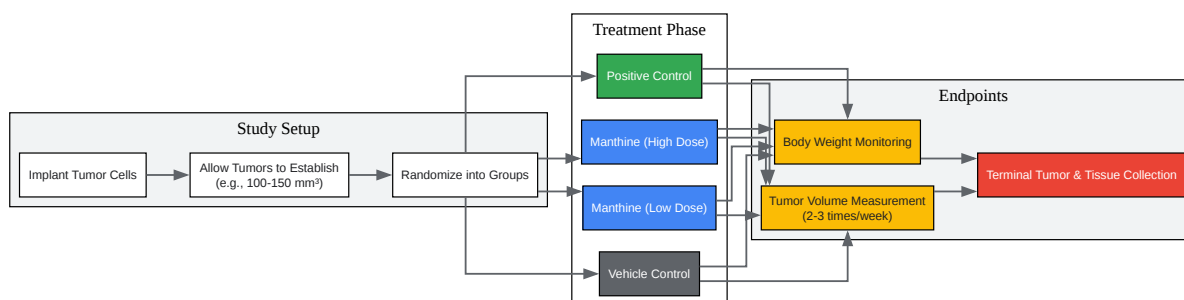 Study Setup
Implant Tumor Cells
Allow Tumors to Establish
(e.g., 100-150 mm³)
Randomize into Groups
Treatment Phase
Positive Control
Manthine (High Dose)
Manthine (Low Dose)
Vehicle Control
Endpoints
Body Weight Monitoring
Tumor Volume Measurement
(2-3 times/week)
Terminal Tumor & Tissue Collection